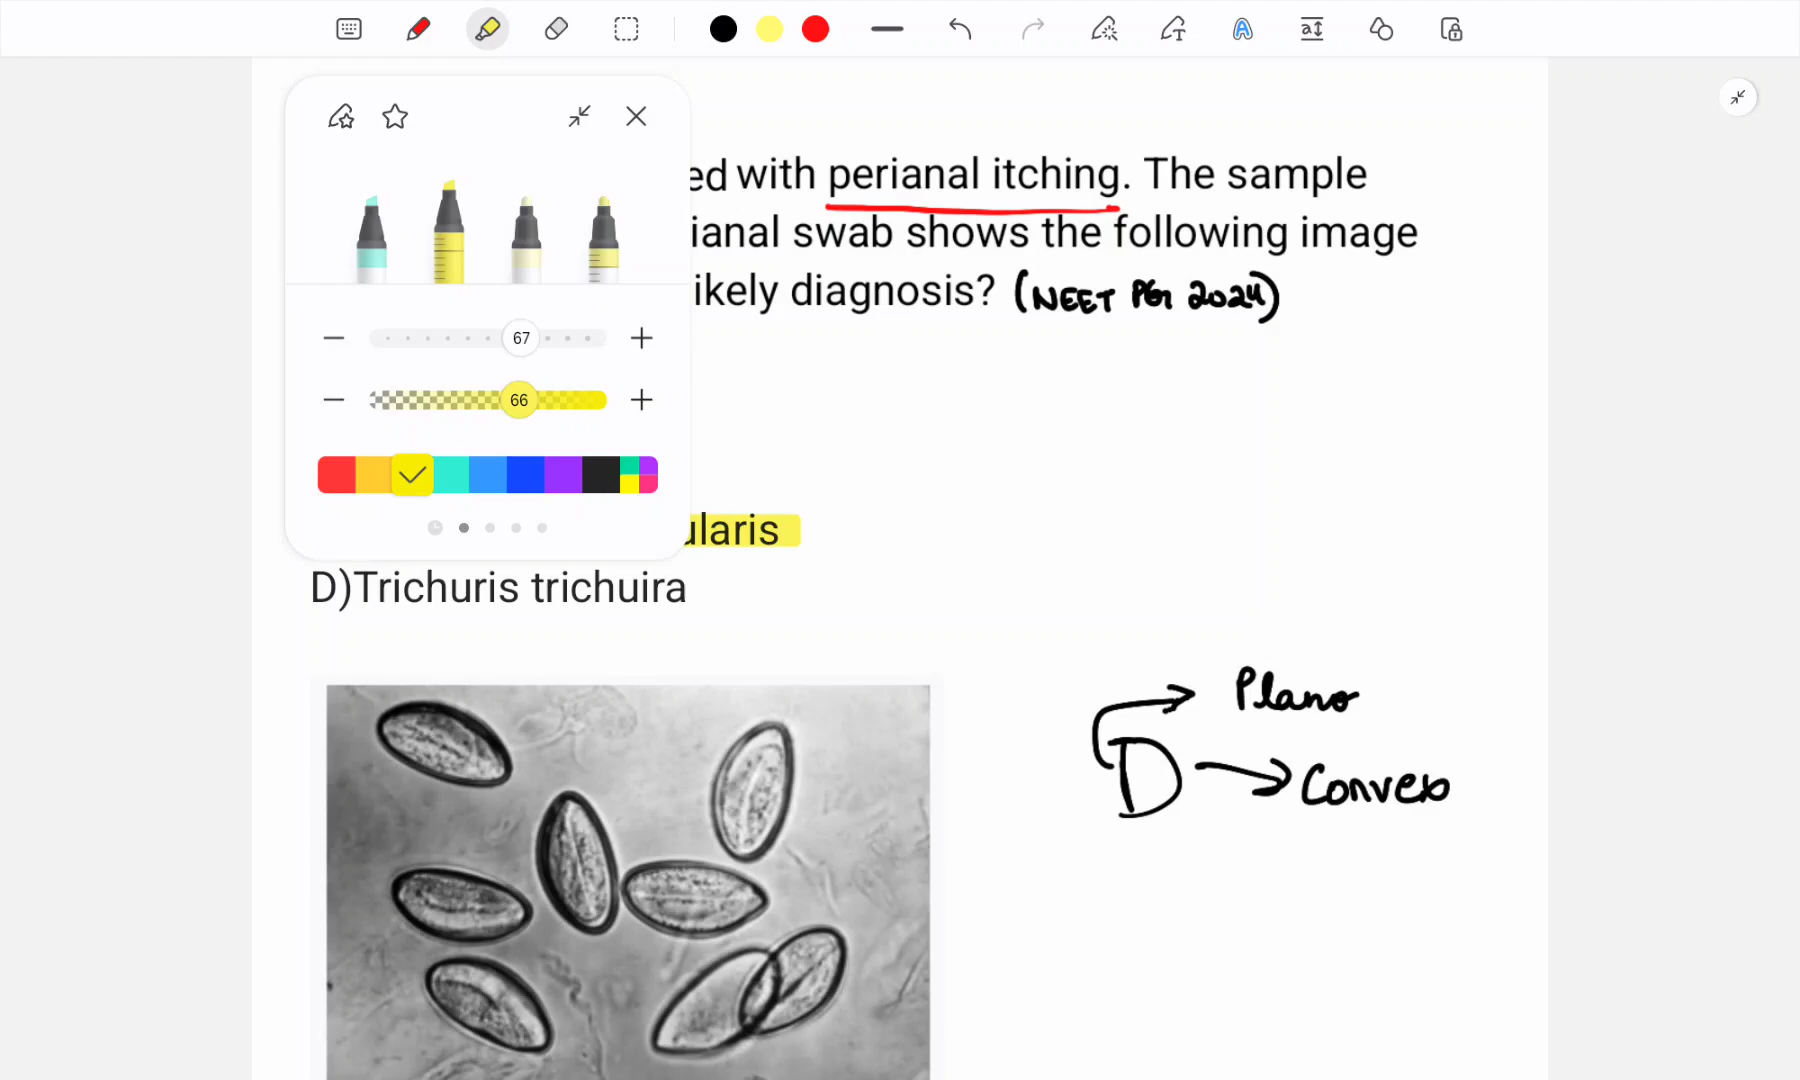 ed with perianal itching. The sample
ianal swab shows the following image
ikely diagnosis? (NEET PG 2024)
67
66
ularis
D)Trichuris trichuira
Plano
D
Convex